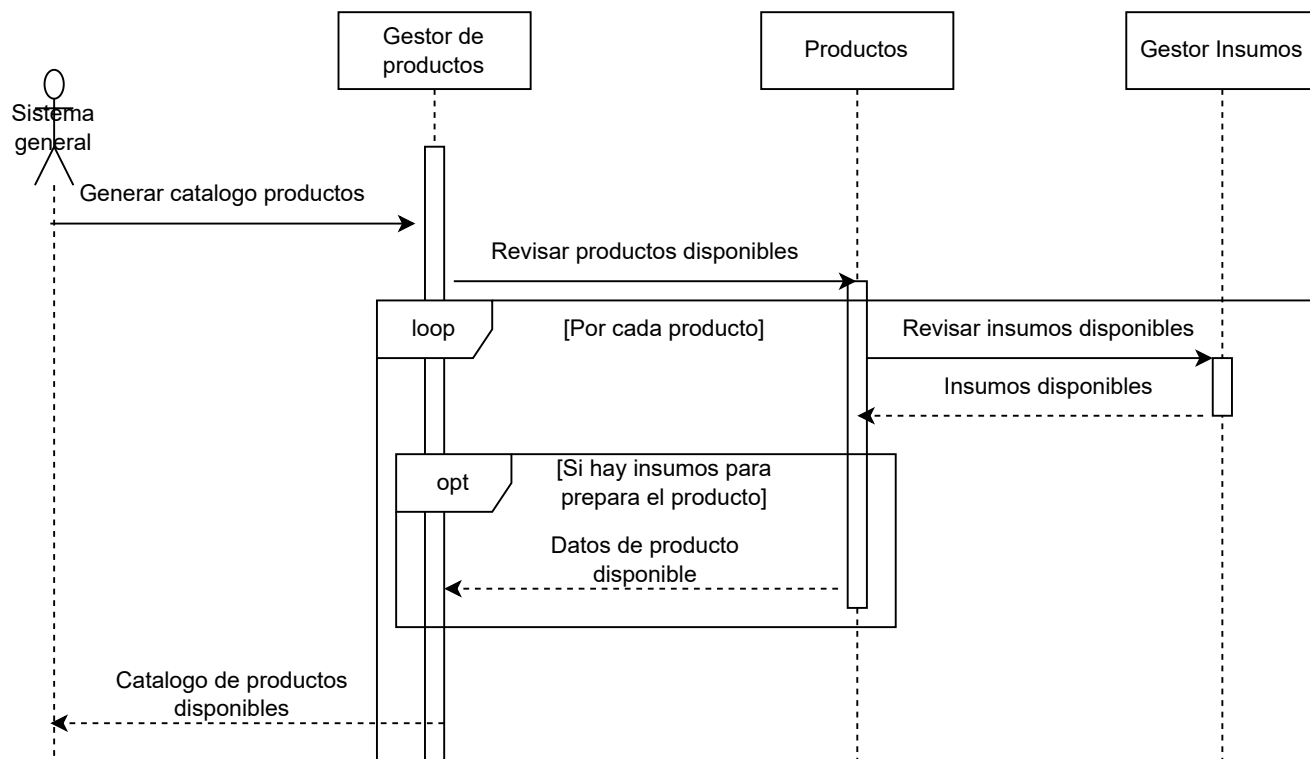 Gestor de
productos
Productos
Gestor Insumos
Sistema
general
Generar catalogo productos
Revisar productos disponibles
loop
[Por cada producto]
Revisar insumos disponibles
Insumos disponibles
opt
[Si hay insumos para
prepara el producto]
Datos de producto
disponible
Catalogo de productos
disponibles